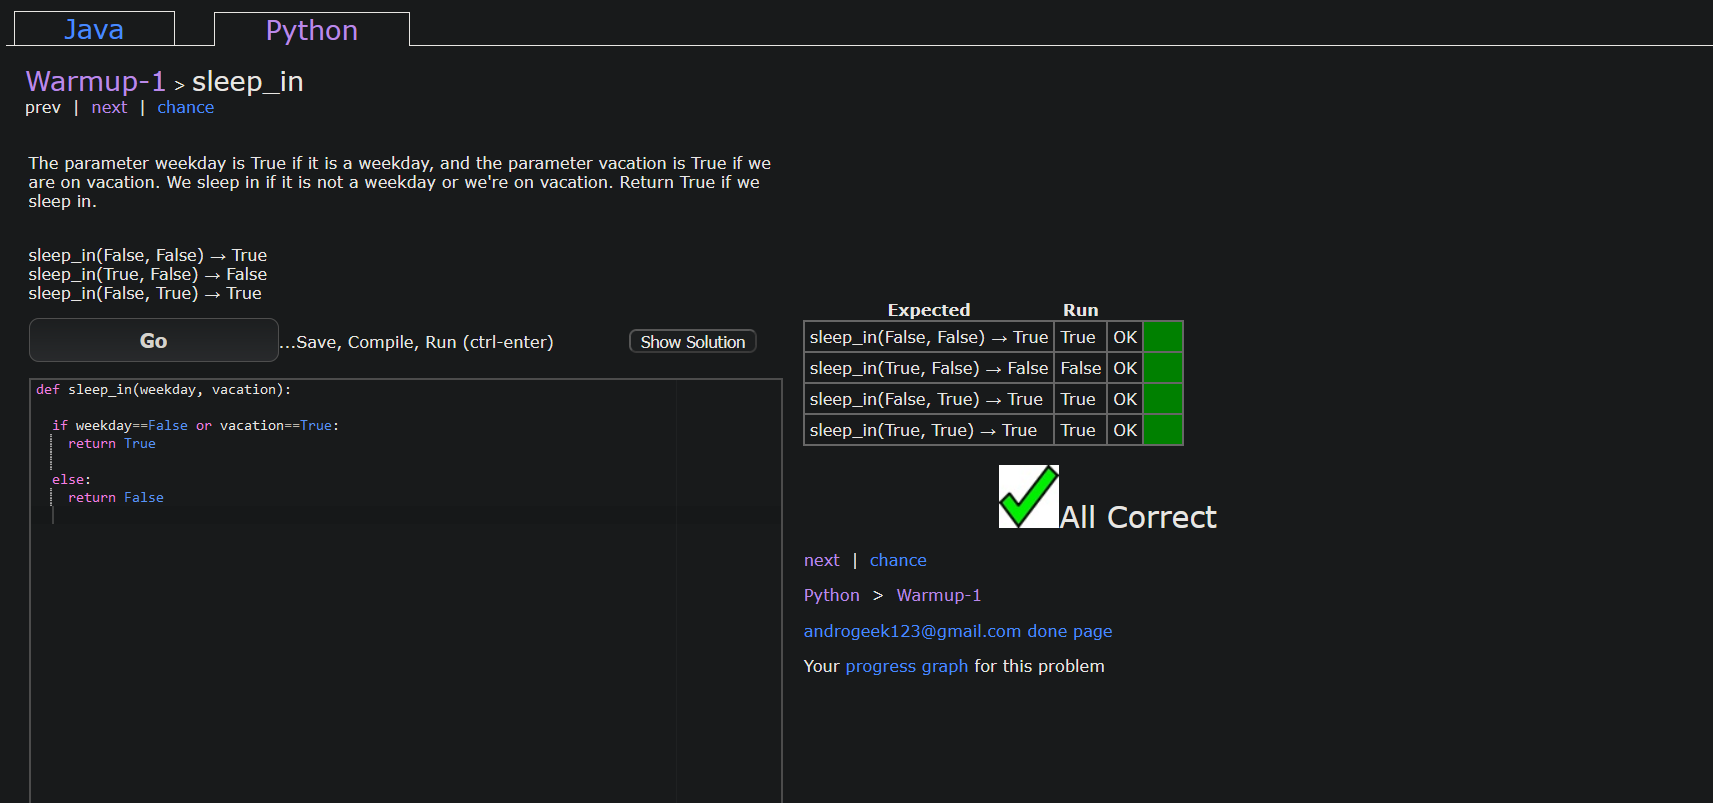 Java
Python
Warmup-1 > sleep_in
prev | next | chance
The parameter weekday is True if it is a weekday, and the parameter vacation is True if we
are on vacation. We sleep in if it is not a weekday or we're on vacation. Return True if we
sleep in.
sleep_in(False, False) → True
sleep_in(True, False) → False
sleep_in(False, True) → True
Go ...Save, Compile, Run (ctrl-enter) Show Solution
def sleep_in(weekday, vacation):
if weekday==False or vacation==True:
return True
else:
return False
Expected Run
sleep_in(False, False) → True True OK
sleep_in(True, False) → False False OK
sleep_in(False, True) → True True OK
sleep_in(True, True) → True True OK
All Correct
next | chance
Python > Warmup-1
androgeek123@gmail.com done page
Your progress graph for this problem